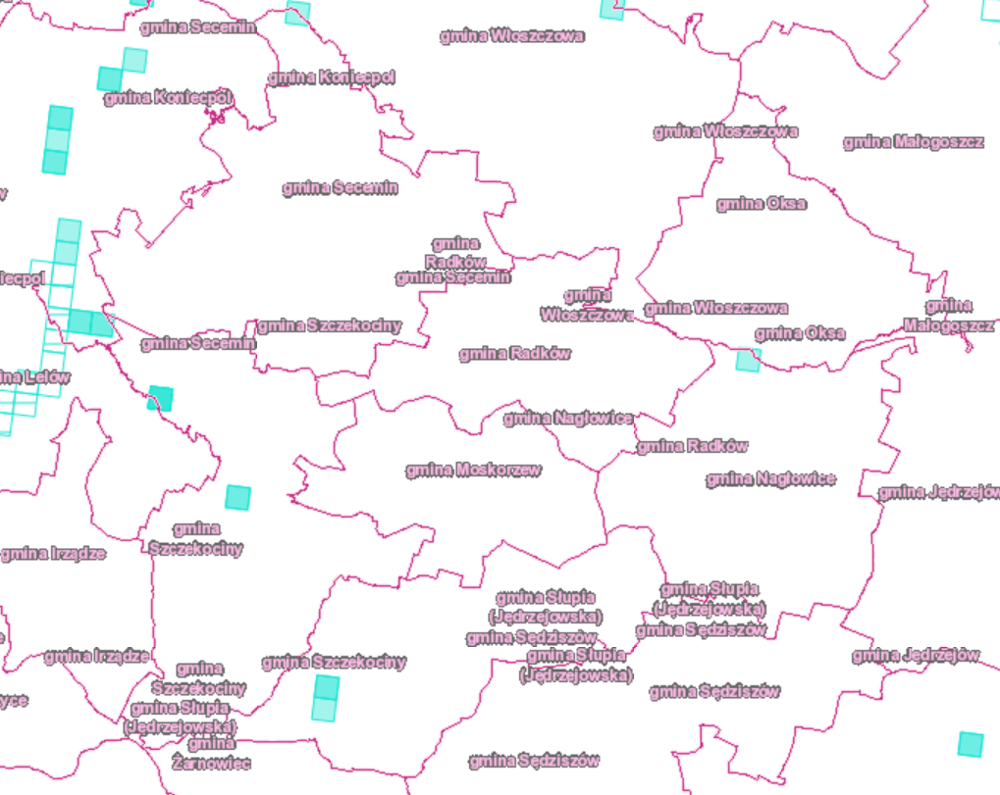 gmina Secemin
gmina Włoszczowa
gmina Koniecpol
gmina Koniecpol
gmina Włoszczowa
gmina Małogoszcz
gmina Secemin
gmina Oksa
gmina
Radków
gmina Secemin
iecpol
gmina
Włoszczowa
gmina Włoszczowa
gmina
Małogoszcz
gmina Szczekociny
gmina Oksa
gmina Secemin
gmina Radków
ina Lelów
gmina Nagłowice
gmina Radków
gmina Moskorzew
gmina Nagłowice
gmina Jędrzejów
gmina
Szczekociny
gmina Irządze
gmina Słupia
(Jędrzejowska)
gmina Sędziszów
gmina Słupia
(Jędrzejowska)
gmina Słupia
(Jędrzejowska)
gmina Sędziszów
gmina Irządze
gmina Szczekociny
gmina Jędrzejów
gmina
Szczekociny
gmina Sędziszów
yce
gmina Słupia
(Jędrzejowska)
gmina
Żarnowiec
gmina Sędziszów